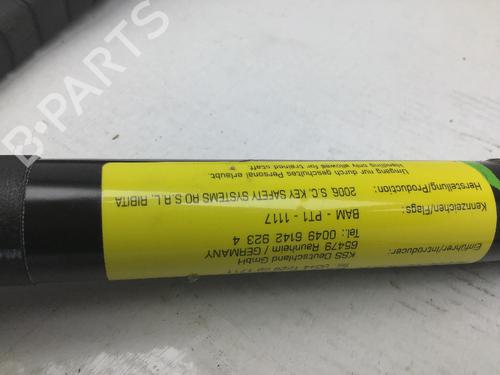 B-PARTS
Umgang nur durch geschultes Personal erlaubt.
Handling only allowed for trained staff.
Herstellung/Production:
2006 S.C. KEY SAFETY SYSTEMS RO S.R.L. RIBITA
Kennzeichen/Flags:
BAM - PT1 - 1117
Einführer/Introducer:
KSS Deutschland GmbH
65479 Raunheim / GERMANY
Tel.: 0049 6142 923 4